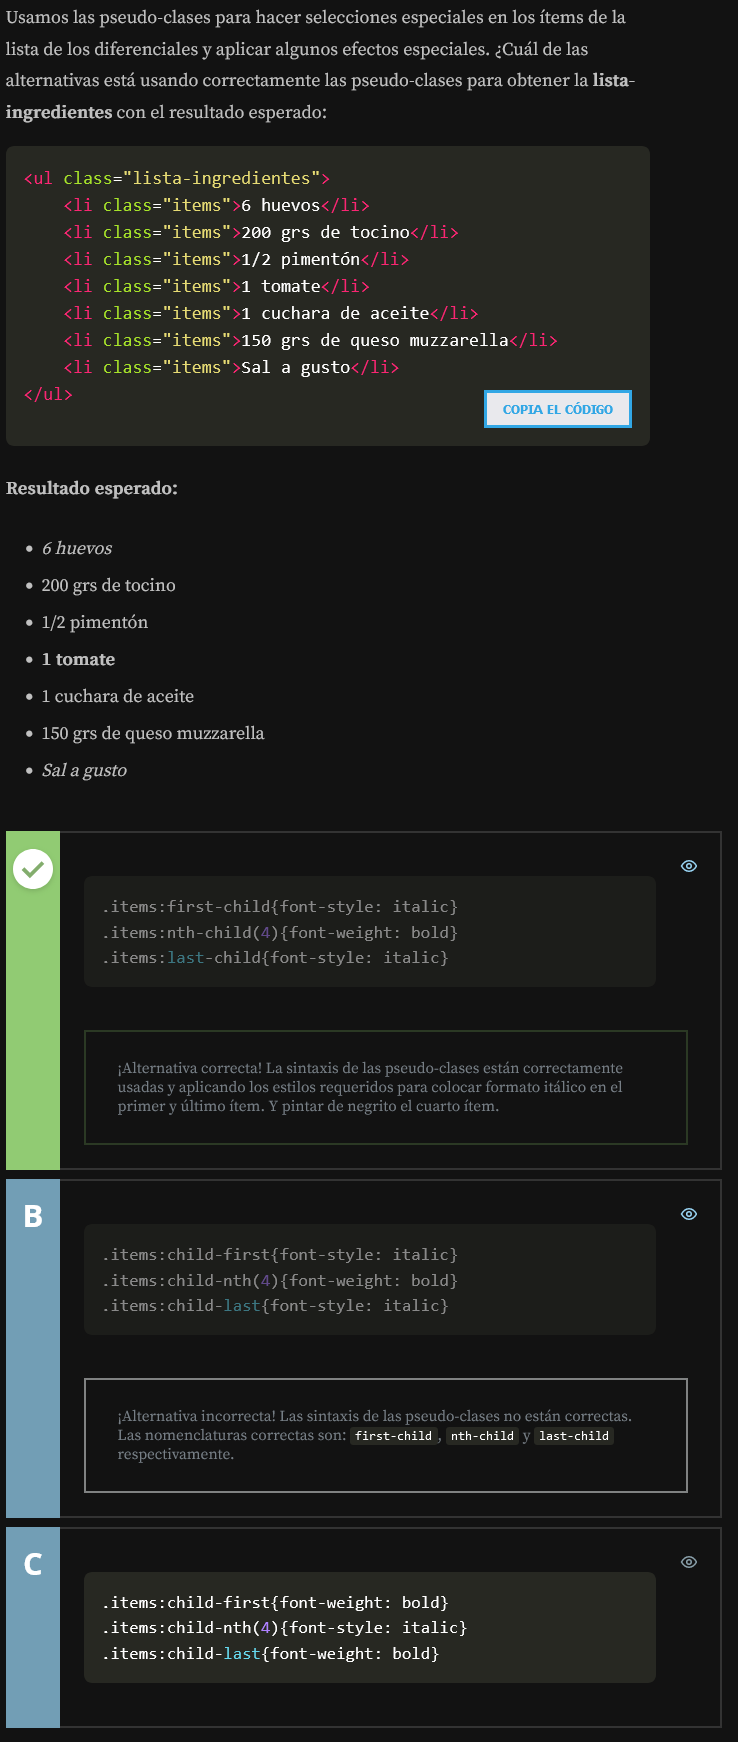 Usamos las pseudo-clases para hacer selecciones especiales en los ítems de la
lista de los diferenciales y aplicar algunos efectos especiales. ¿Cuál de las
alternativas está usando correctamente las pseudo-clases para obtener la lista-
ingredientes con el resultado esperado:
<ul class="lista-ingredientes">
    <li class="items">6 huevos</li>
    <li class="items">200 grs de tocino</li>
    <li class="items">1/2 pimentón</li>
    <li class="items">1 tomate</li>
    <li class="items">1 cuchara de aceite</li>
    <li class="items">150 grs de queso muzzarella</li>
    <li class="items">Sal a gusto</li>
</ul>
COPIA EL CÓDIGO
Resultado esperado:
• 6 huevos
• 200 grs de tocino
• 1/2 pimentón
• 1 tomate
• 1 cuchara de aceite
• 150 grs de queso muzzarella
• Sal a gusto
.items:first-child{font-style: italic}
.items:nth-child(4){font-weight: bold}
.items:last-child{font-style: italic}
¡Alternativa correcta! La sintaxis de las pseudo-clases están correctamente
usadas y aplicando los estilos requeridos para colocar formato itálico en el
primer y último ítem. Y pintar de negrito el cuarto ítem.
B
.items:child-first{font-style: italic}
.items:child-nth(4){font-weight: bold}
.items:child-last{font-style: italic}
¡Alternativa incorrecta! Las sintaxis de las pseudo-clases no están correctas.
Las nomenclaturas correctas son: first-child, nth-child y last-child
respectivamente.
C
.items:child-first{font-weight: bold}
.items:child-nth(4){font-style: italic}
.items:child-last{font-weight: bold}